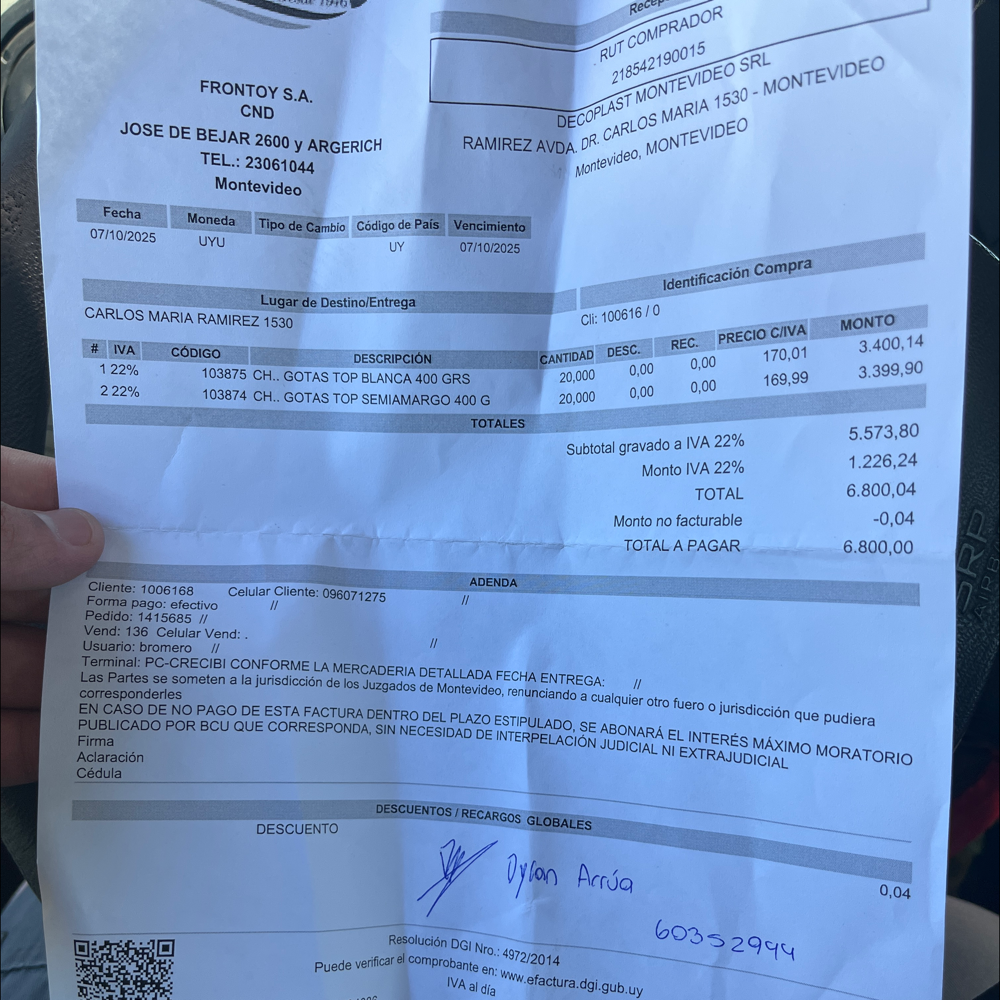 FRONTOY S.A.
CND
JOSE DE BEJAR 2600 y ARGERICH
TEL.: 23061044
Montevideo
RUT COMPRADOR
218542190015
DECOPLAST MONTEVIDEO SRL
RAMIREZ AVDA. DR. CARLOS MARIA 1530 - MONTEVIDEO
Montevideo, MONTEVIDEO
Fecha Moneda Tipo de Cambio Código de País Vencimiento
07/10/2025 UYU UY 07/10/2025
Lugar de Destino/Entrega
CARLOS MARIA RAMIREZ 1530
Identificación Compra
Cli: 100616 / 0
# IVA CÓDIGO DESCRIPCIÓN CANTIDAD DESC. REC. PRECIO C/IVA MONTO
1 22% 103875 CH.. GOTAS TOP BLANCA 400 GRS 20,000 0,00 0,00 170,01 3.400,14
2 22% 103874 CH.. GOTAS TOP SEMIAMARGO 400 G 20,000 0,00 0,00 169,99 3.399,90
TOTALES
Subtotal gravado a IVA 22% 5.573,80
Monto IVA 22% 1.226,24
TOTAL 6.800,04
Monto no facturable -0,04
TOTAL A PAGAR 6.800,00
ADENDA
Cliente: 1006168 Celular Cliente: 096071275 //
Forma pago: efectivo //
Pedido: 1415685 //
Vend: 136 Celular Vend: . //
Usuario: bromero //
Terminal: PC-CRECIBI CONFORME LA MERCADERIA DETALLADA FECHA ENTREGA: //
Las Partes se someten a la jurisdicción de los Juzgados de Montevideo, renunciando a cualquier otro fuero o jurisdicción que pudiera
corresponderles
EN CASO DE NO PAGO DE ESTA FACTURA DENTRO DEL PLAZO ESTIPULADO, SE ABONARÁ EL INTERÉS MÁXIMO MORATORIO
PUBLICADO POR BCU QUE CORRESPONDA, SIN NECESIDAD DE INTERPELACIÓN JUDICIAL NI EXTRAJUDICIAL
Firma
Aclaración
Cédula
DESCUENTOS / RECARGOS GLOBALES
DESCUENTO 0,04
Dylan Arrúa
60352944
Resolución DGI Nro.: 4972/2014
Puede verificar el comprobante en: www.efactura.dgi.gub.uy
IVA al día